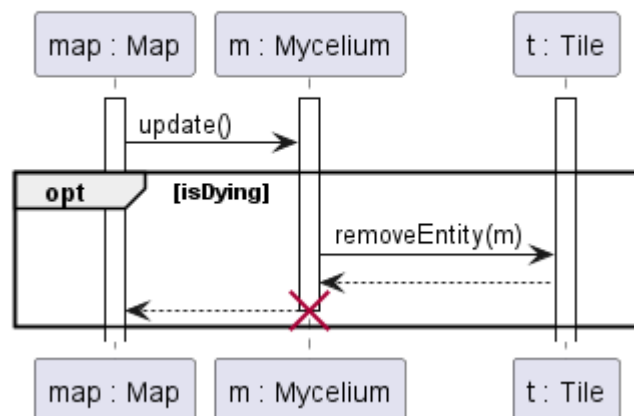 map : Map
m : Mycelium
t : Tile
update()
opt
[isDying]
removeEntity(m)
map : Map
m : Mycelium
t : Tile